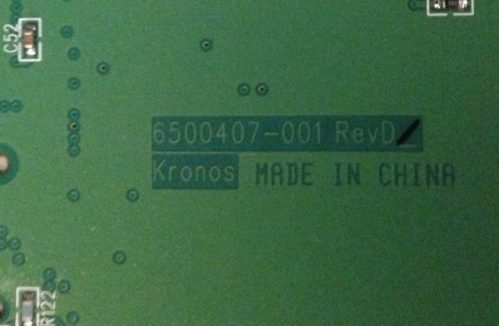 C52
6500407-001 RevD
Kronos MADE IN CHINA
R122